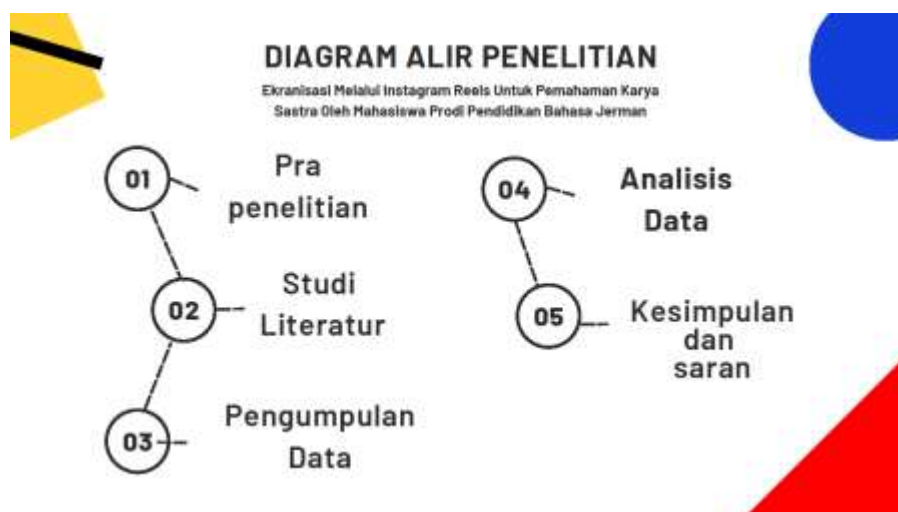 DIAGRAM ALIR PENELITIAN
Ekranisasi Melalui Instagram Reels Untuk Pemahaman Karya
Sastra Oleh Mahasiswa Prodi Pendidikan Bahasa Jerman
01
Pra
penelitian
02
Studi
Literatur
03
Pengumpulan
Data
04
Analisis
Data
05
Kesimpulan
dan
saran